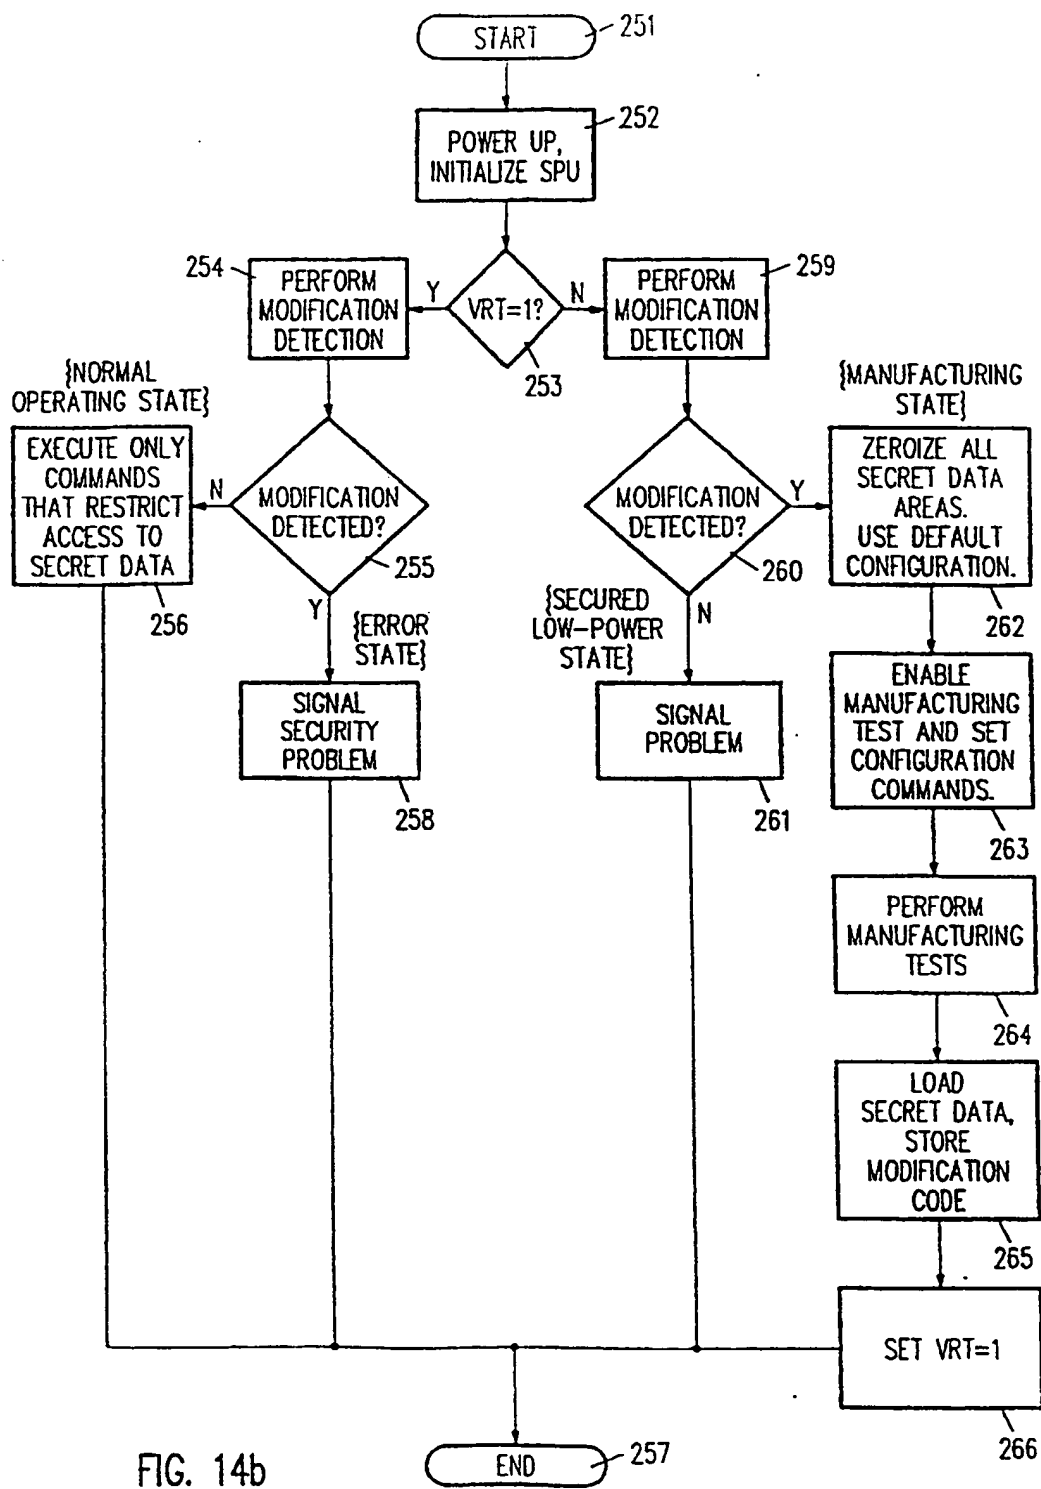 START
251
POWER UP,
INITIALIZE SPU
252
VRT=1?
253
Y
N
254
PERFORM
MODIFICATION
DETECTION
259
PERFORM
MODIFICATION
DETECTION
{NORMAL
OPERATING STATE}
EXECUTE ONLY
COMMANDS
THAT RESTRICT
ACCESS TO
SECRET DATA
256
N
MODIFICATION
DETECTED?
255
Y
{ERROR
STATE}
SIGNAL
SECURITY
PROBLEM
258
MODIFICATION
DETECTED?
260
Y
N
{SECURED
LOW-POWER
STATE}
SIGNAL
PROBLEM
261
{MANUFACTURING
STATE}
ZEROIZE ALL
SECRET DATA
AREAS.
USE DEFAULT
CONFIGURATION.
262
ENABLE
MANUFACTURING
TEST AND SET
CONFIGURATION
COMMANDS.
263
PERFORM
MANUFACTURING
TESTS
264
LOAD
SECRET DATA,
STORE
MODIFICATION
CODE
265
SET VRT=1
266
END
257
FIG. 14b